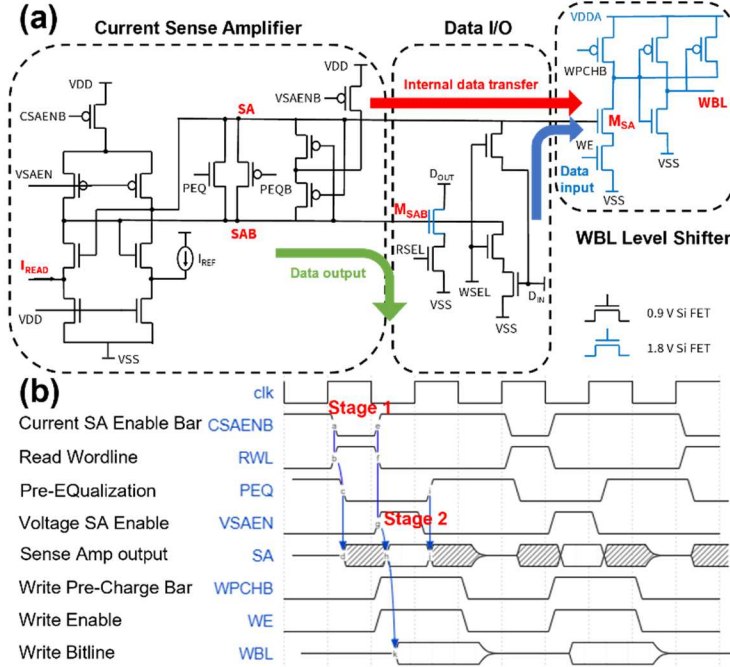 (a)
Current Sense Amplifier
Data I/O
VDD
CSAENB
VSAEN
VDD
VSAENB
SA
PEQ
PEQB
SAB
I_READ
I_REF
VDD
VSS
Data output
Internal data transfer
D_OUT
M_SAB
RSEL
VSS
WSEL
VSS
D_IN
Data input
VDDA
WPCHB
M_SA
WE
VSS
VSS
WBL
WBL Level Shifter
0.9 V Si FET
1.8 V Si FET
(b)
clk
Stage 1
Current SA Enable Bar CSAENB a e
Read Wordline RWL b f
Pre-EQualization PEQ c i
Voltage SA Enable VSAEN g Stage 2
Sense Amp output SA d h j
Write Pre-Charge Bar WPCHB
Write Enable WE
Write Bitline WBL k